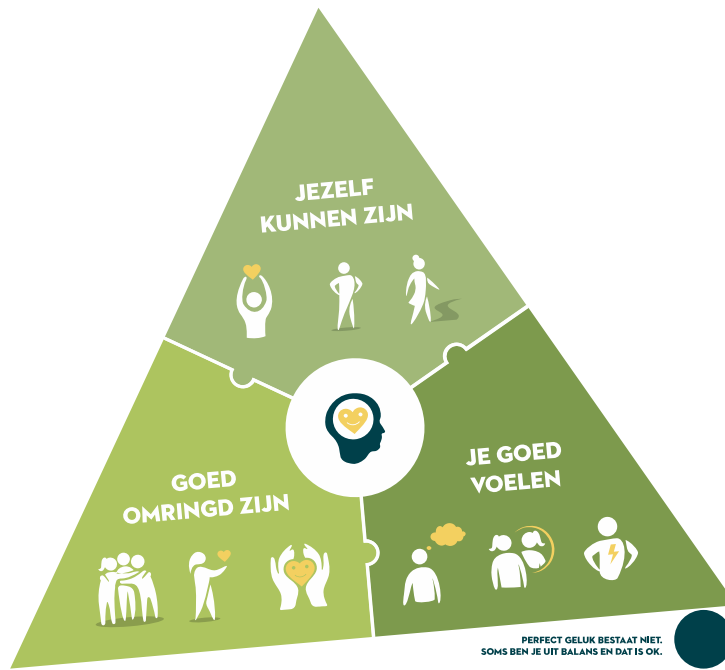 JEZELF
KUNNEN ZIJN
GOED
OMRINGD ZIJN
JE GOED
VOELEN
PERFECT GELUK BESTAAT NIET.
SOMS BEN JE UIT BALANS EN DAT IS OK.